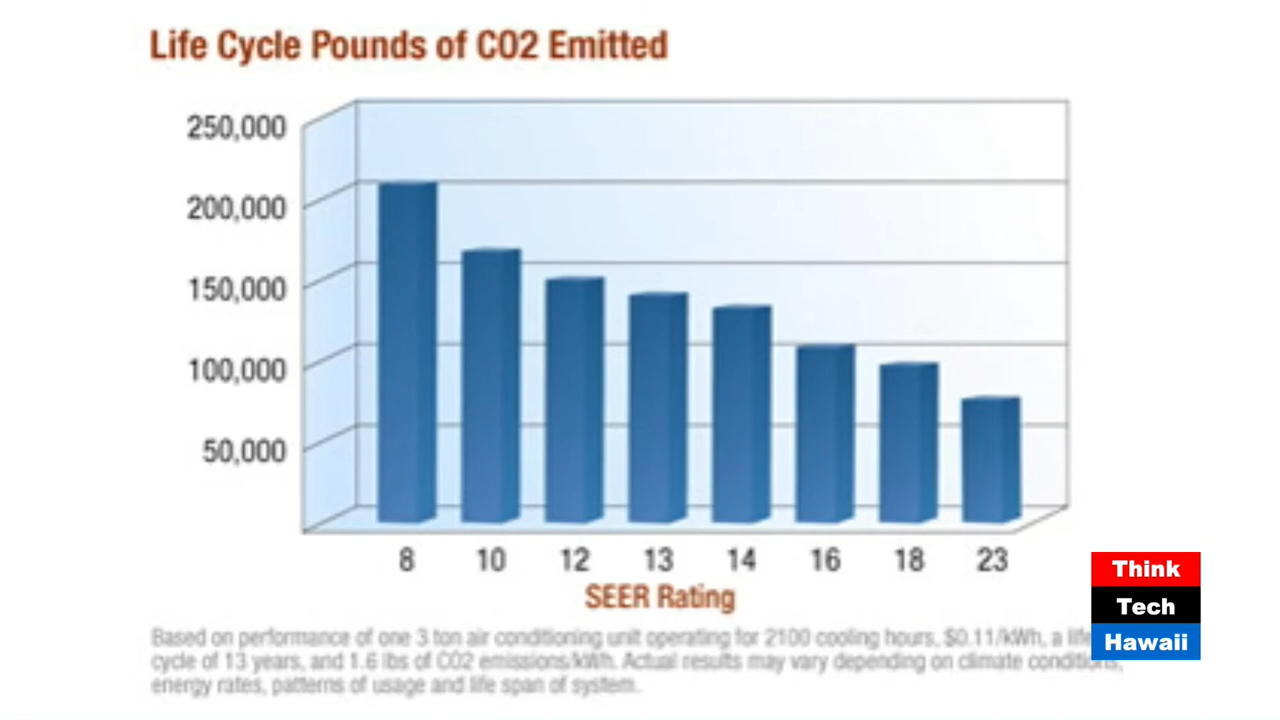 Life Cycle Pounds of CO2 Emitted
250,000
200,000
150,000
100,000
50,000
8 10 12 13 14 16 18 23
SEER Rating
Based on performance of one 3 ton air conditioning unit operating for 2100 cooling hours, $0.11/kWh, a life
cycle of 13 years, and 1.6 lbs of CO2 emissions/kWh. Actual results may vary depending on climate conditions,
energy rates, patterns of usage and life span of system.
Think
Tech
Hawaii